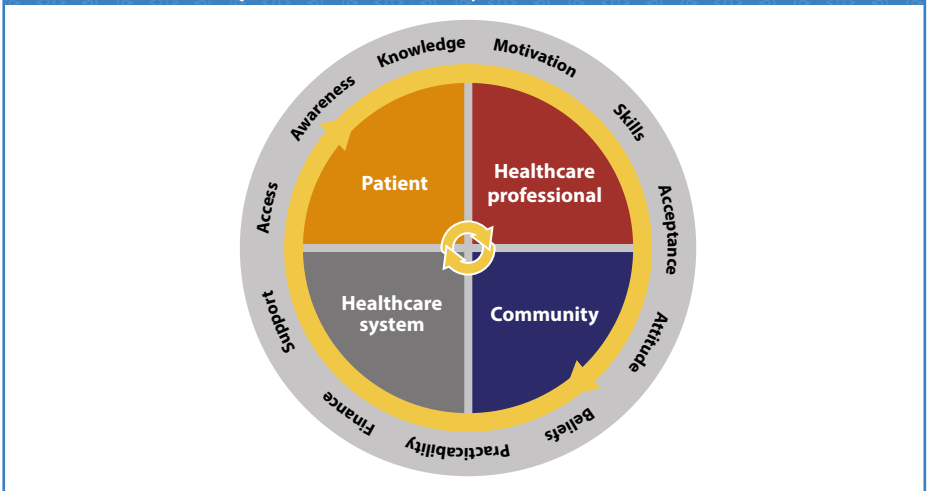 Knowledge
Motivation
Skills
Acceptance
Attitude
Beliefs
Practicability
Finance
Support
Access
Awareness
Patient
Healthcare
professional
Healthcare
system
Community